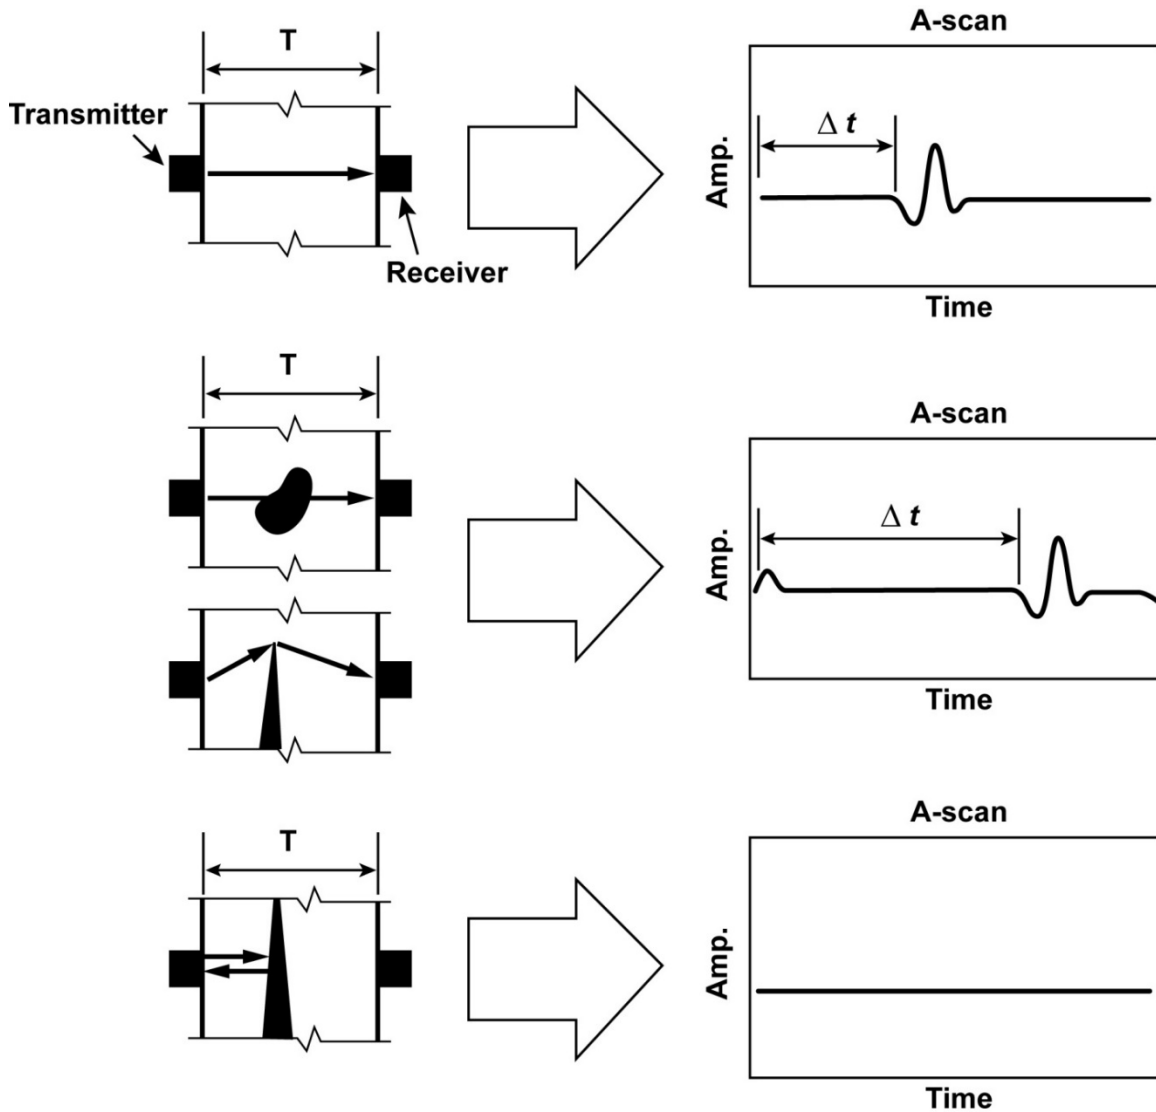 A-scan
T
Transmitter
Δ t
Amp.
Receiver
Time
T
A-scan
Δ t
Amp.
Time
A-scan
T
Amp.
Time